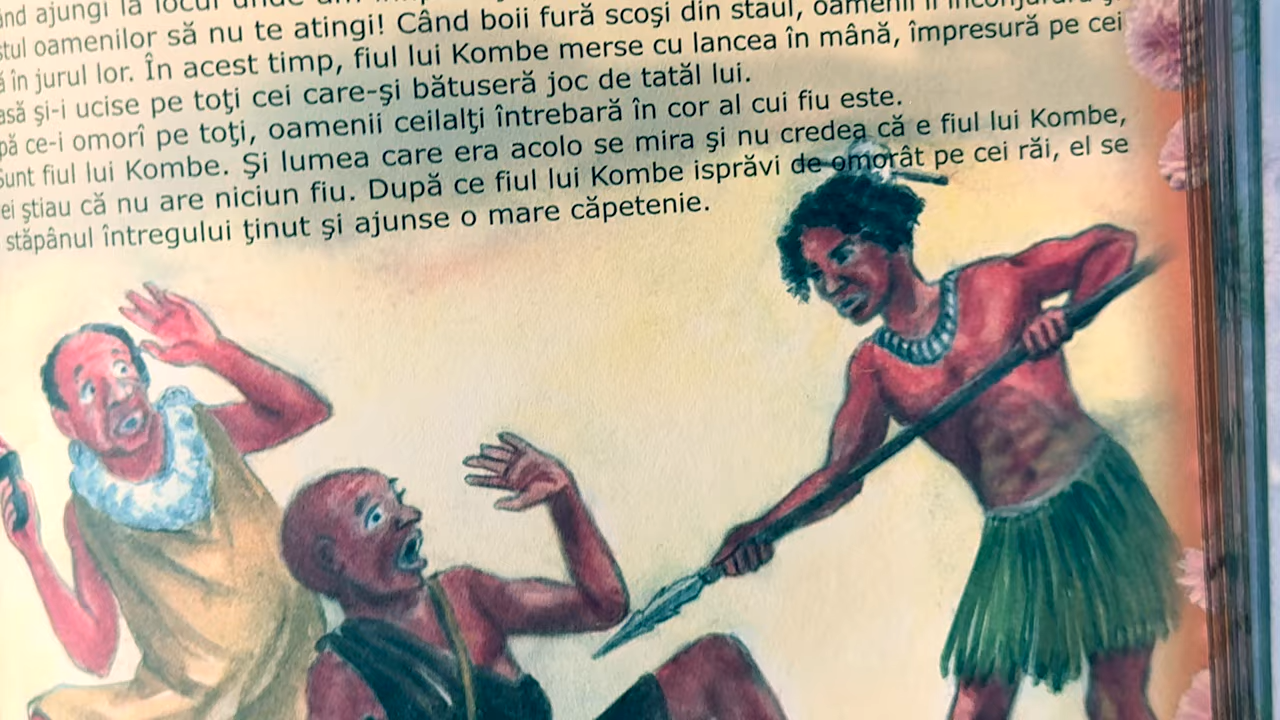 ajungi la locul
oamenilor să nu te atingi! Când boii fură scoşi din staul, oamenii îi
în jurul lor. În acest timp, fiul lui Kombe merse cu lancea în mână, împresură pe cei
şi-i ucise pe toţi cei care-şi bătuseră joc de tatăl lui.
ce-i omorî pe toţi, oamenii ceilalţi întrebară în cor al cui fiu este.
Sunt fiul lui Kombe. Şi lumea care era acolo se mira şi nu credea că e fiul lui Kombe,
ei ştiau că nu are niciun fiu. După ce fiul lui Kombe isprăvi de omorât pe cei răi, el se
stăpânul întregului ţinut şi ajunse o mare căpetenie.